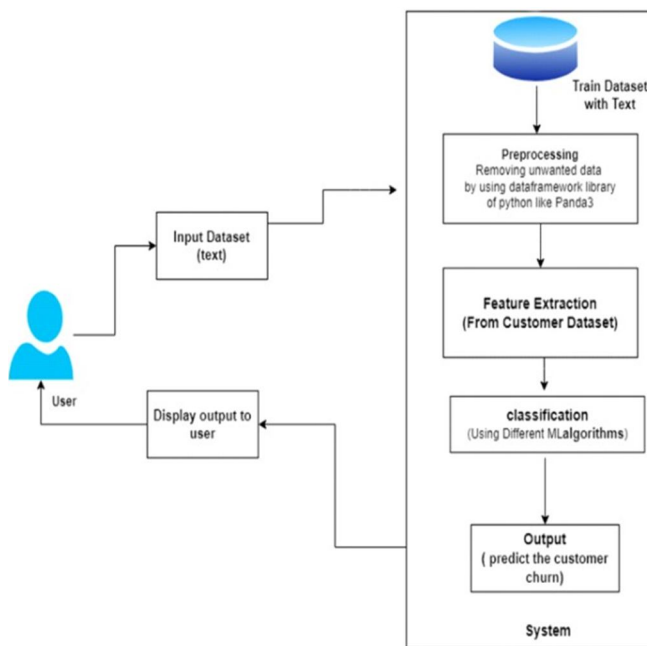 Train Dataset
with Text
Preprocessing
Removing unwanted data
by using dataframework library
of python like Panda3
Input Dataset
(text)
Feature Extraction
(From Customer Dataset)
User
Display output to
user
classification
(Using Different MLalgorithms)
Output
( predict the customer
churn)
System